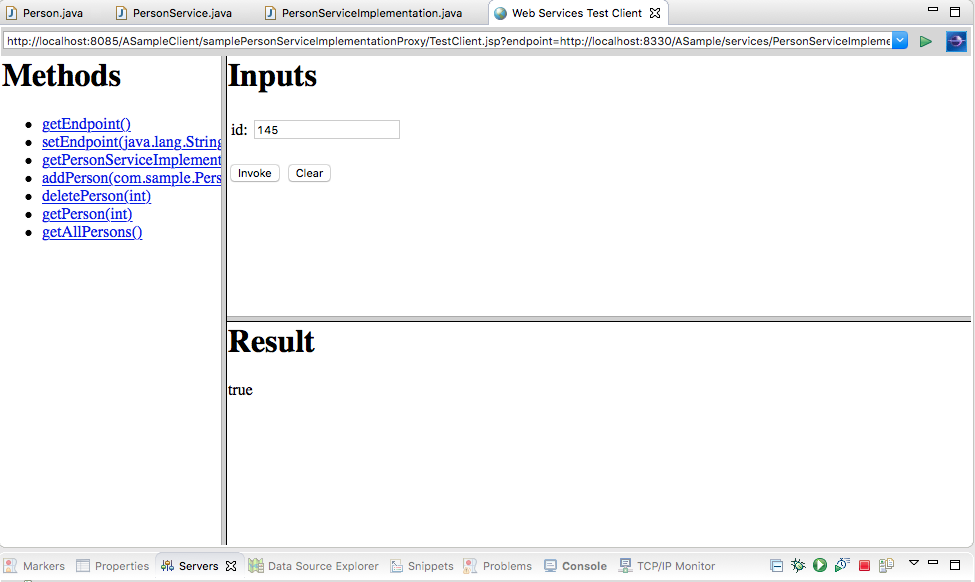 Person.java PersonService.java PersonServiceImplementation.java Web Services Test Client
http://localhost:8085/ASampleClient/samplePersonServiceImplementationProxy/TestClient.jsp?endpoint=http://localhost:8330/ASample/services/PersonServiceImpleme
Methods
getEndpoint()
setEndpoint(java.lang.String
getPersonServiceImplement
addPerson(com.sample.Pers
deletePerson(int)
getPerson(int)
getAllPersons()
Inputs
id: 145
Invoke Clear
Result
true
Markers Properties Servers Data Source Explorer Snippets Problems Console TCP/IP Monitor